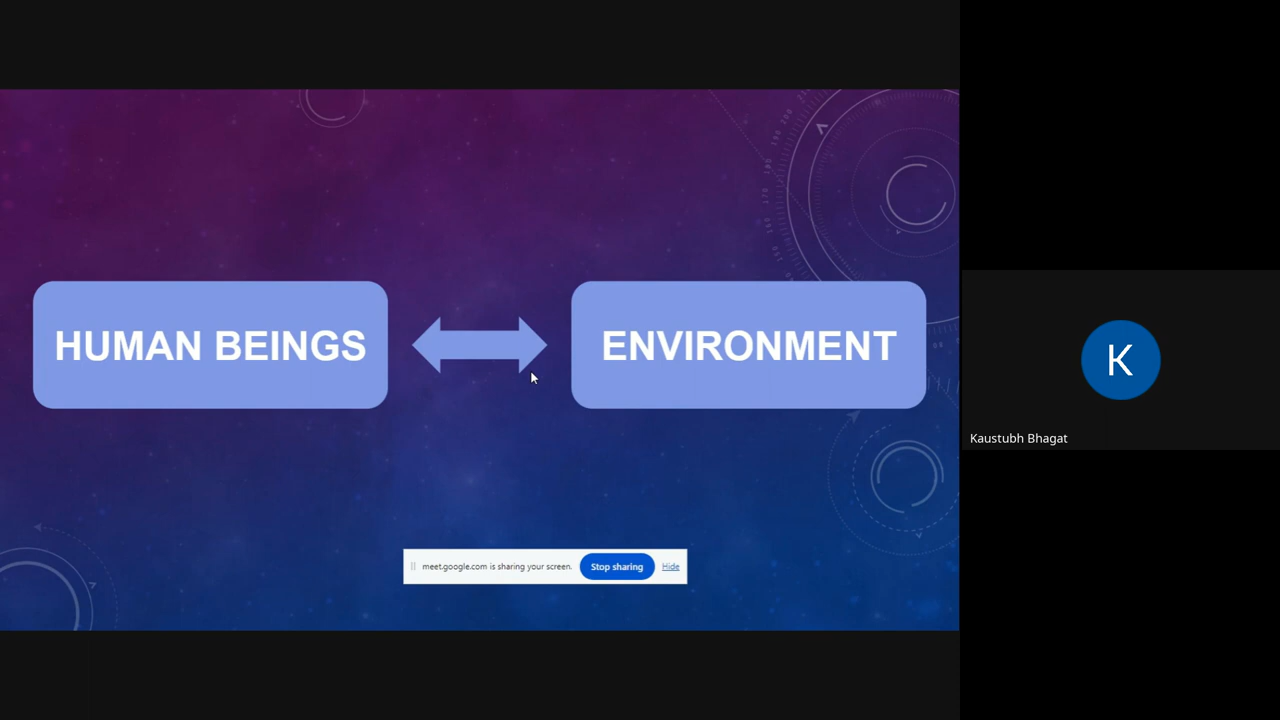 HUMAN BEINGS
ENVIRONMENT
meet.google.com is sharing your screen. Stop sharing Hide
K
Kaustubh Bhagat